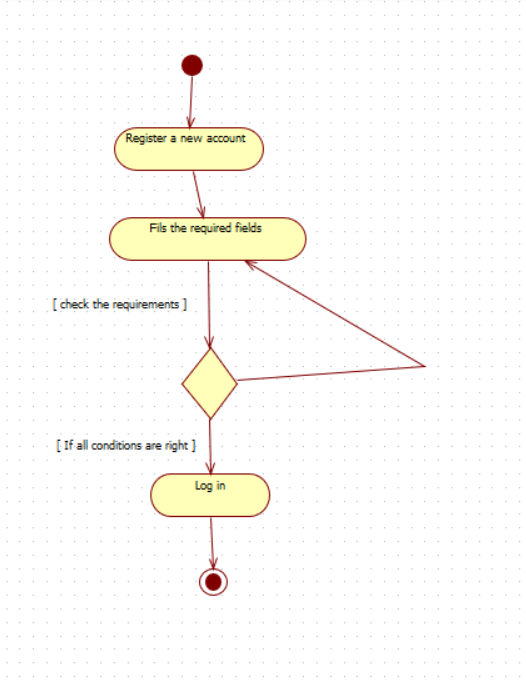 Register a new account
Fils the required fields
[ check the requirements ]
[ If all conditions are right ]
Log in